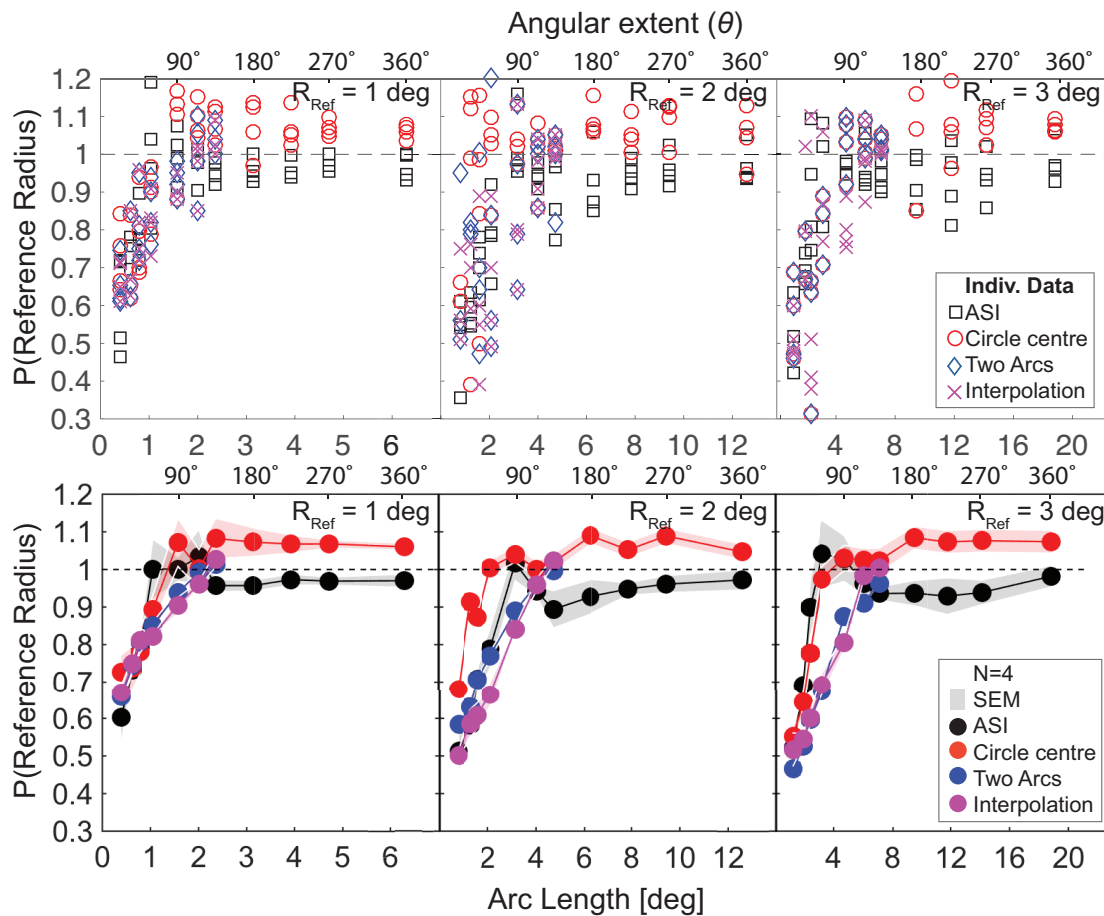 Angular extent (θ)
90° 180° 270° 360° 90° 180° 270° 360° 90° 180° 270° 360°
P(Reference Radius)
1.2
1.1
1
0.9
0.8
0.7
0.6
0.5
0.4
0.3
R_Ref = 1 deg
R_Ref = 2 deg
R_Ref = 3 deg
Indiv. Data
ASI
Circle centre
Two Arcs
Interpolation
0 1 2 3 4 5 6 2 4 6 8 10 12 4 8 12 16 20
90° 180° 270° 360° 90° 180° 270° 360° 90° 180° 270° 360°
P(Reference Radius)
1.2
1.1
1
0.9
0.8
0.7
0.6
0.5
0.4
0.3
R_Ref = 1 deg
R_Ref = 2 deg
R_Ref = 3 deg
N=4
SEM
ASI
Circle centre
Two Arcs
Interpolation
0 1 2 3 4 5 6 2 4 6 8 10 12 4 8 12 16 20
Arc Length [deg]